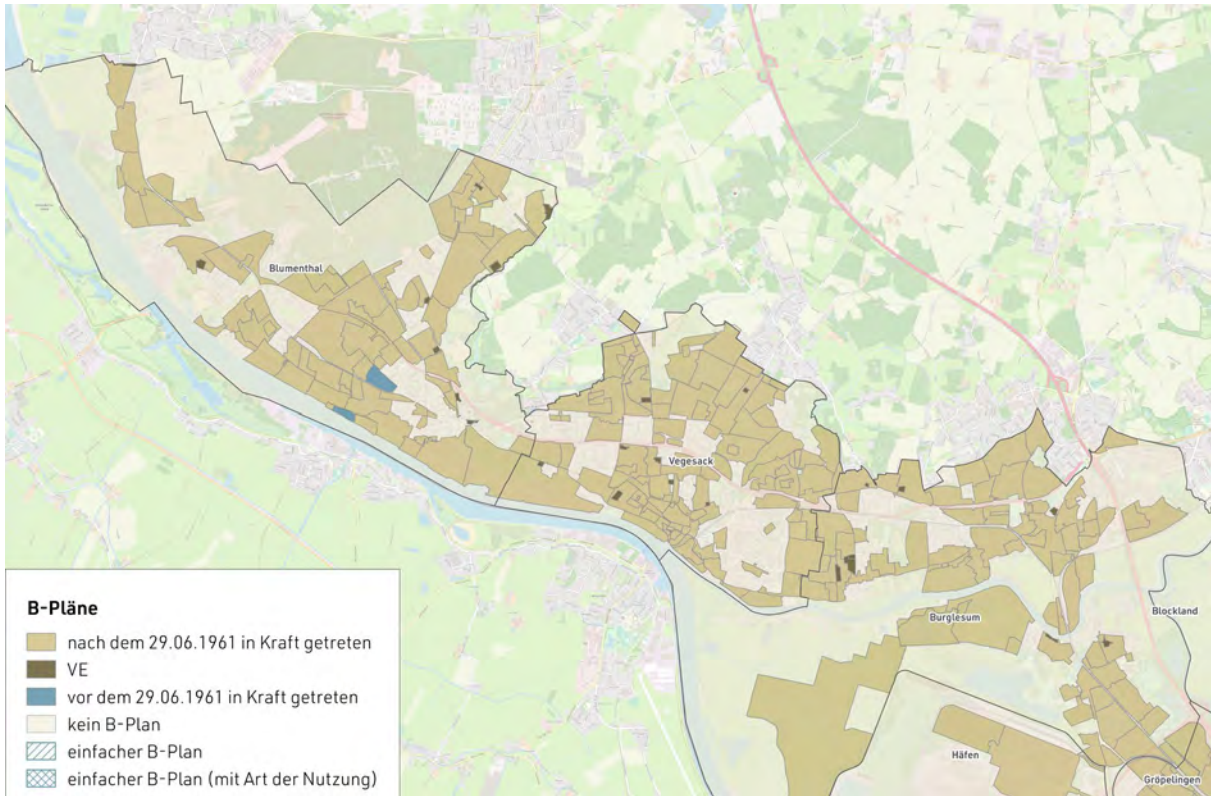 Blumenthal
Vegesack
Burglesum
Blockland
Häfen
Gröpelingen
B-Pläne
nach dem 29.06.1961 in Kraft getreten
VE
vor dem 29.06.1961 in Kraft getreten
kein B-Plan
einfacher B-Plan
einfacher B-Plan (mit Art der Nutzung)